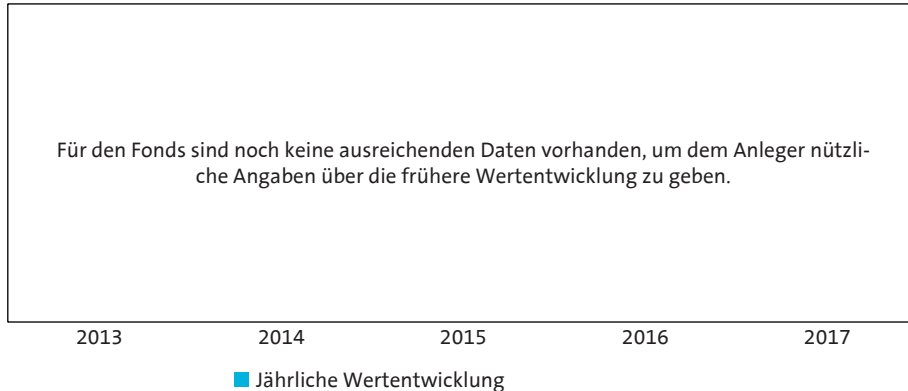 Für den Fonds sind noch keine ausreichenden Daten vorhanden, um dem Anleger nützli-
che Angaben über die frühere Wertentwicklung zu geben.
2013 2014 2015 2016 2017
Jährliche Wertentwicklung